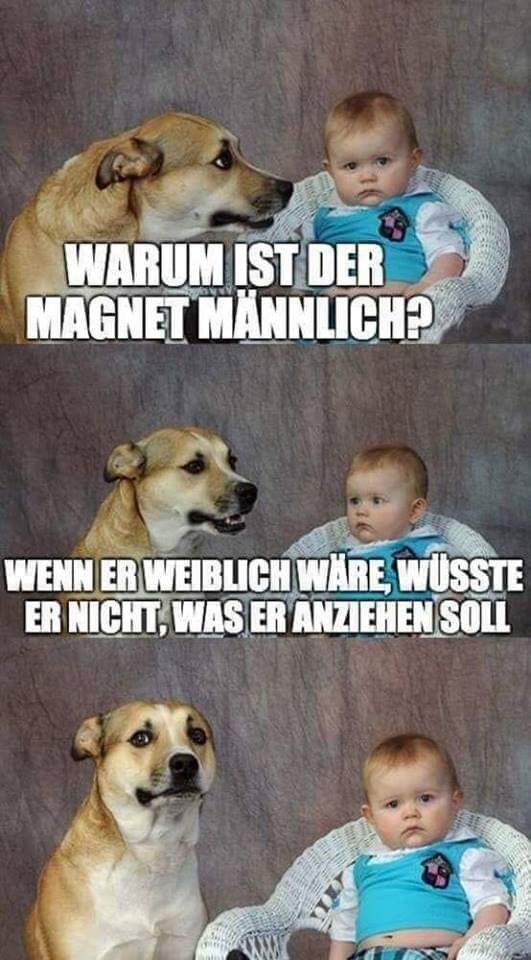 WARUM IST DER
MAGNET MÄNNLICH?
WENN ER WEIBLICH WÄRE, WÜSSTE
ER NICHT, WAS ER ANZIEHEN SOLL